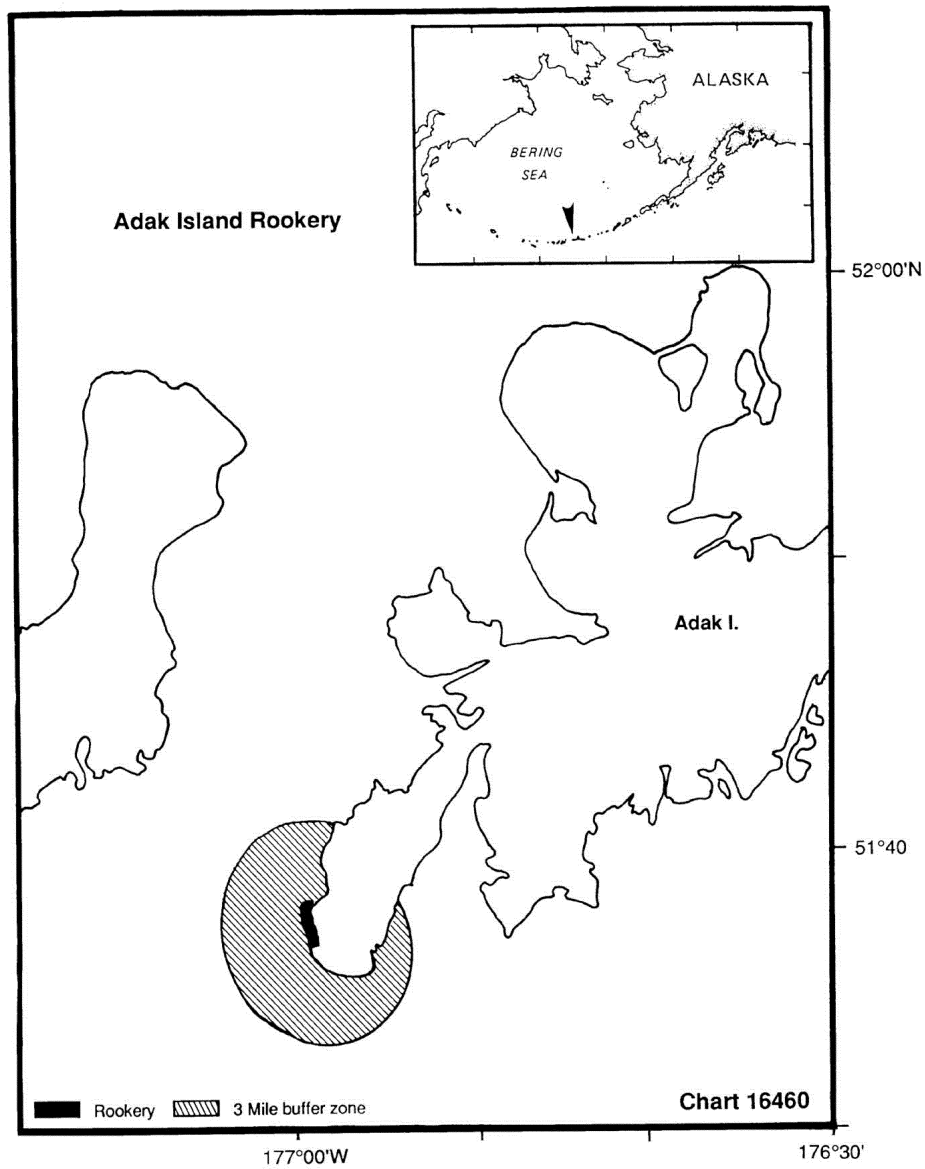 ALASKA
BERING
SEA
Adak Island Rookery
52°00'N
Adak I.
51°40
Rookery
3 Mile buffer zone
Chart 16460
177°00'W
176°30'